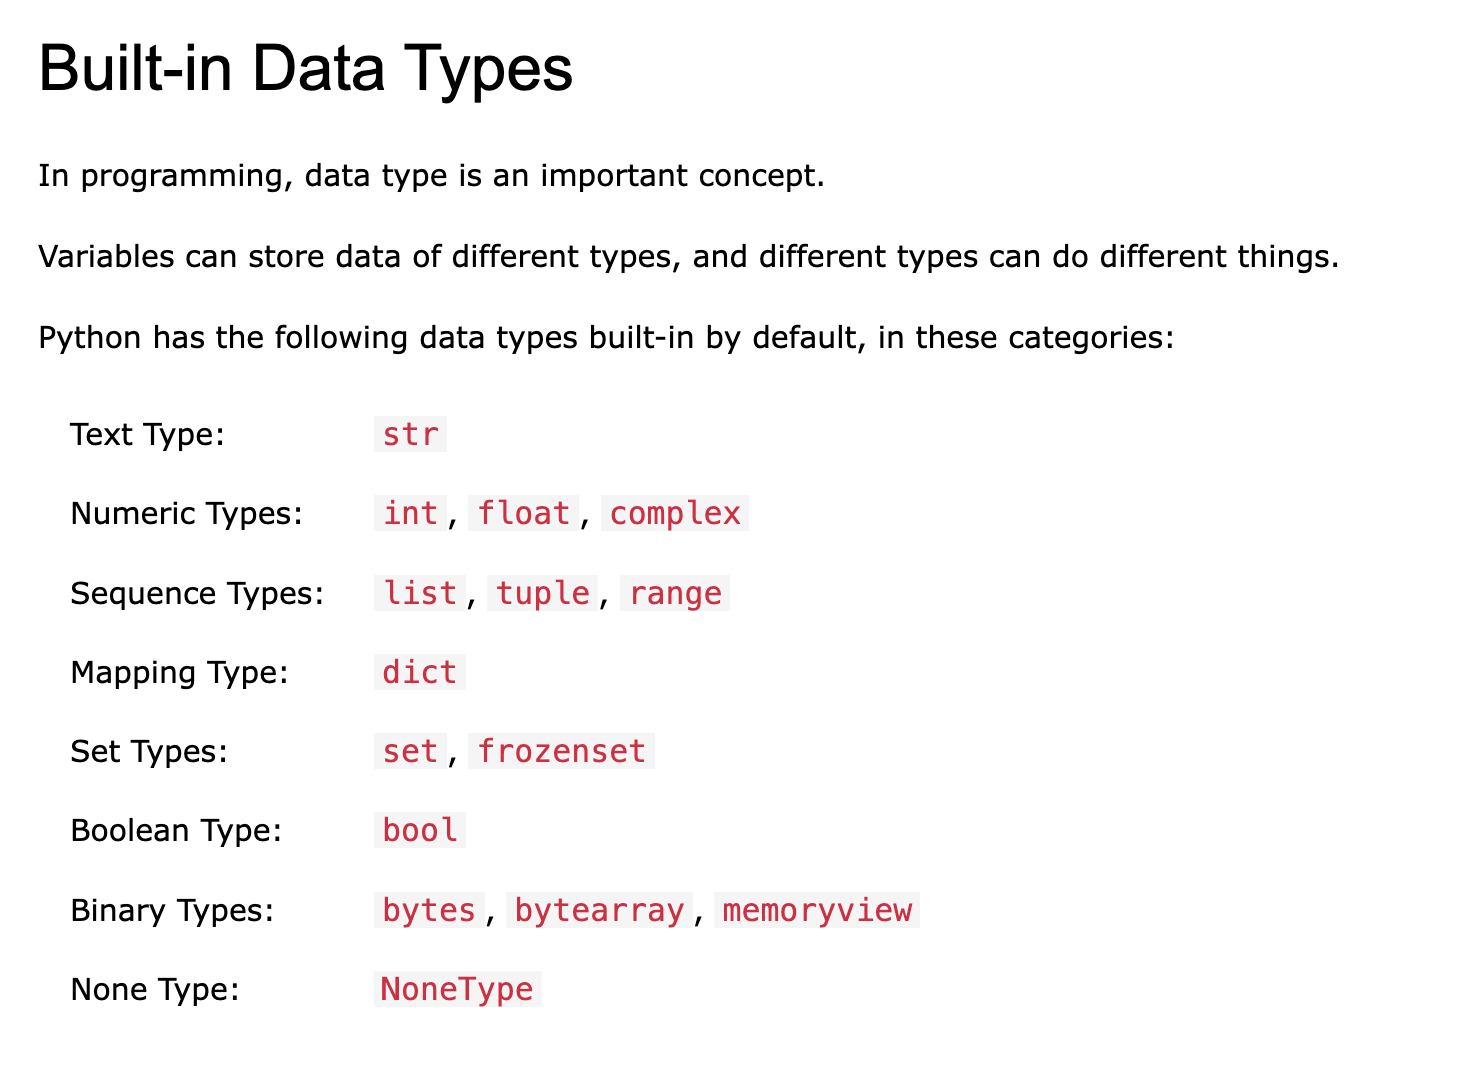 Built-in Data Types
In programming, data type is an important concept.
Variables can store data of different types, and different types can do different things.
Python has the following data types built-in by default, in these categories:
Text Type: str
Numeric Types: int, float, complex
Sequence Types: list, tuple, range
Mapping Type: dict
Set Types: set, frozenset
Boolean Type: bool
Binary Types: bytes, bytearray, memoryview
None Type: NoneType